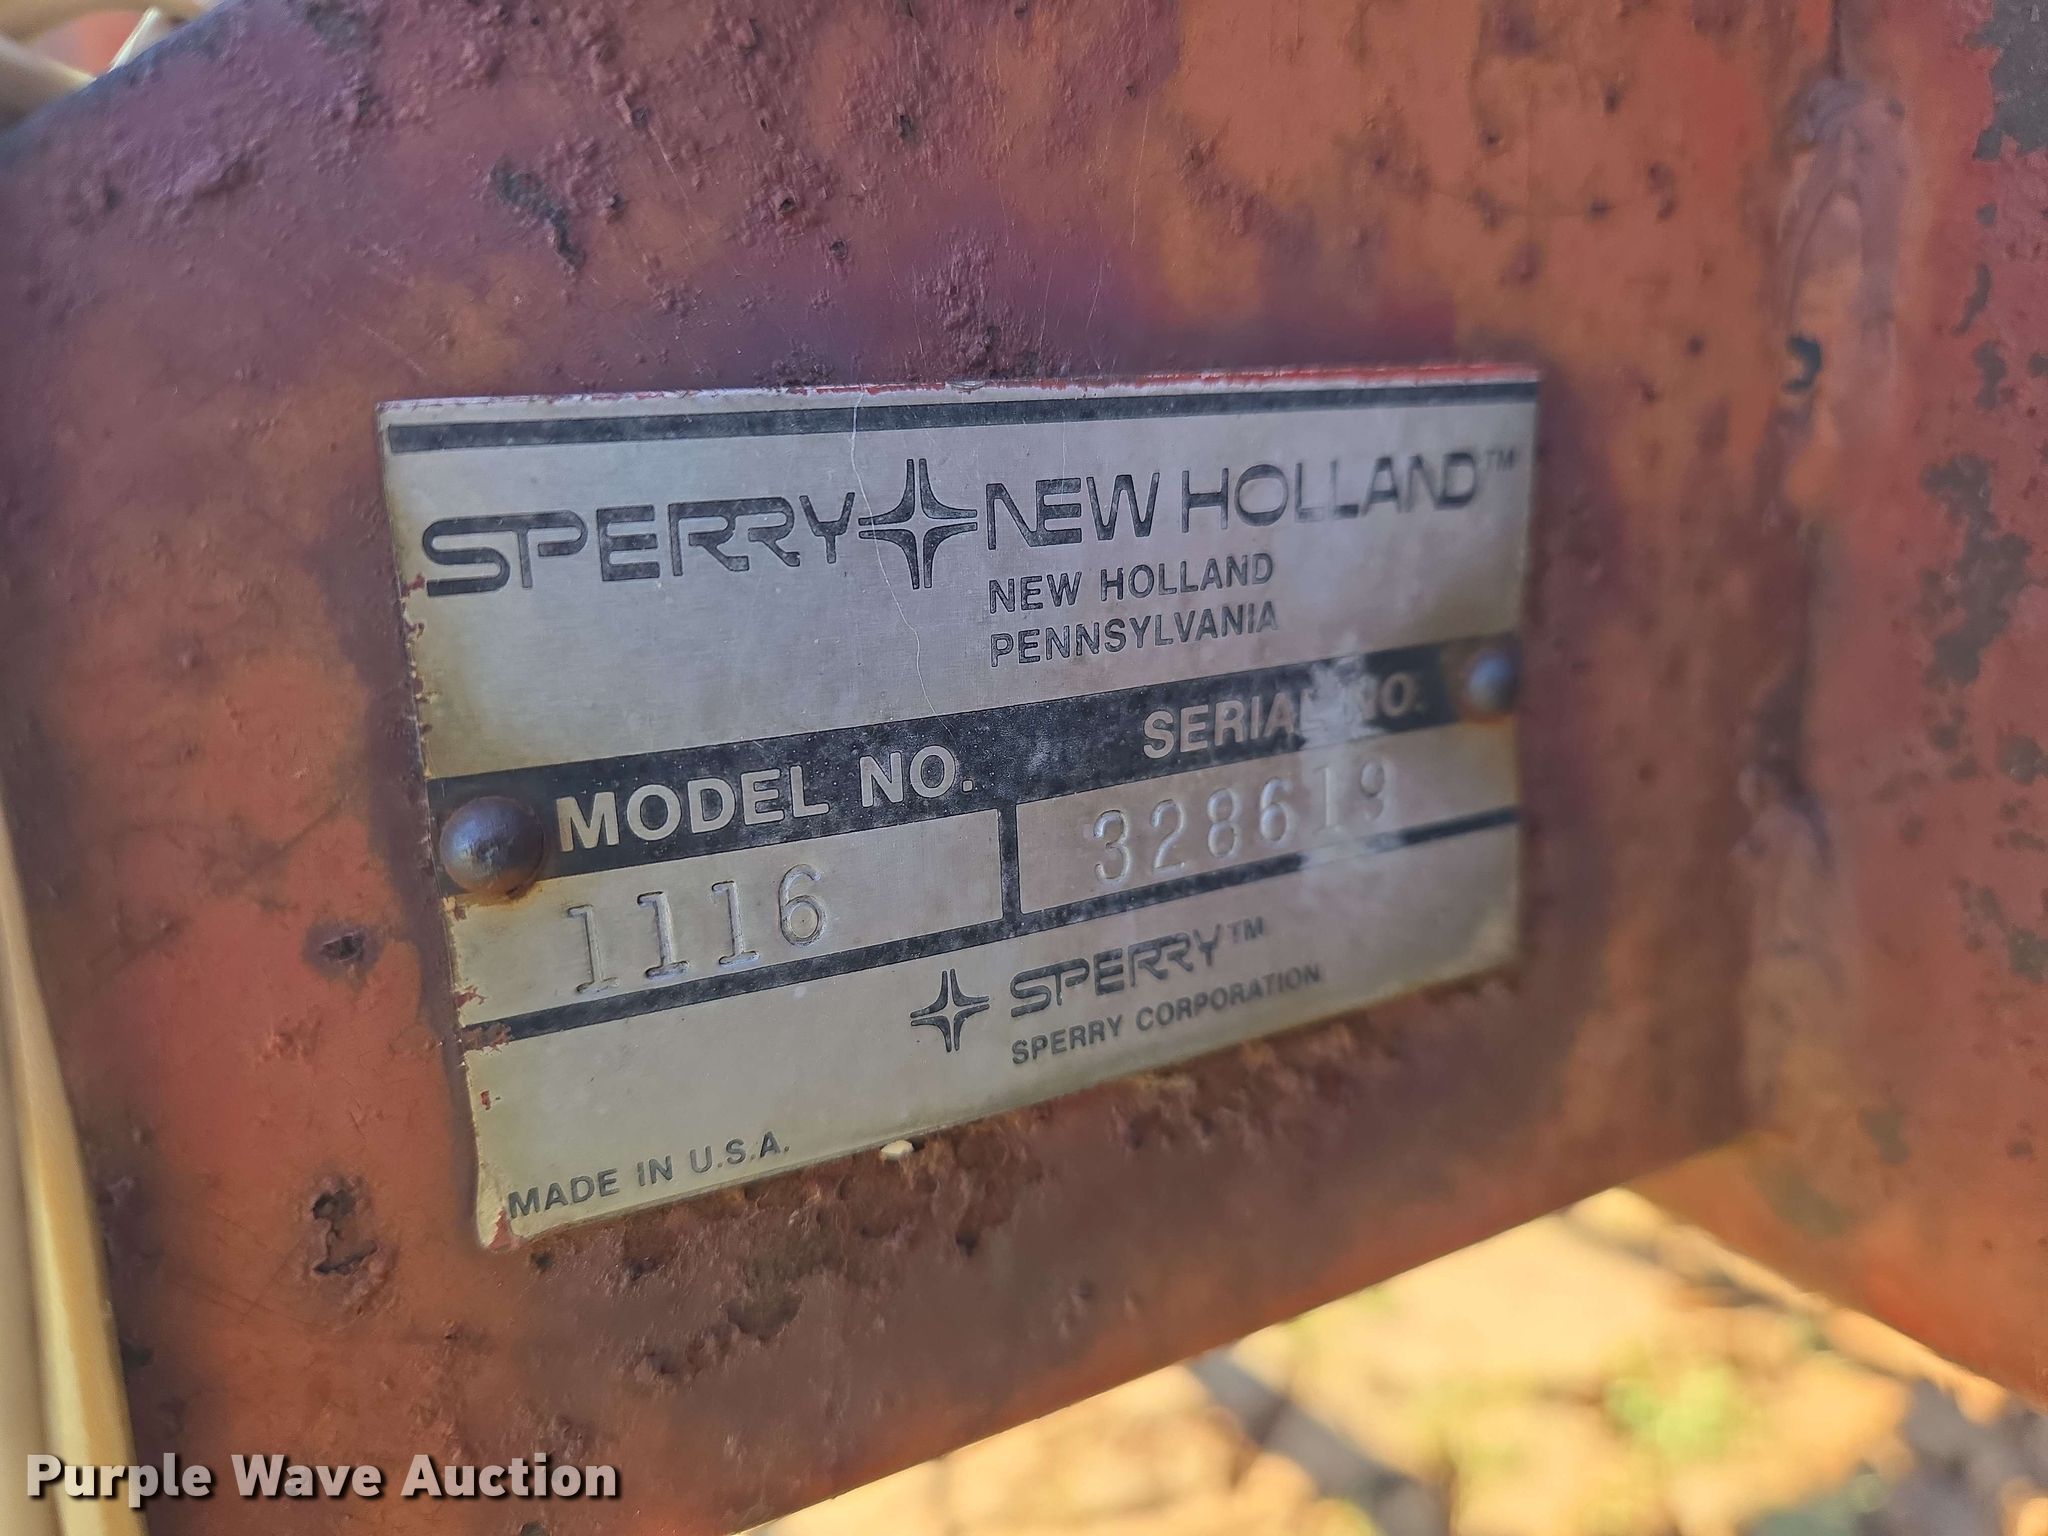 SPERRY NEW HOLLAND™
NEW HOLLAND
PENNSYLVANIA
MODEL NO. SERIAL NO.
1116 328619
SPERRY™
SPERRY CORPORATION
MADE IN U.S.A.
Purple Wave Auction